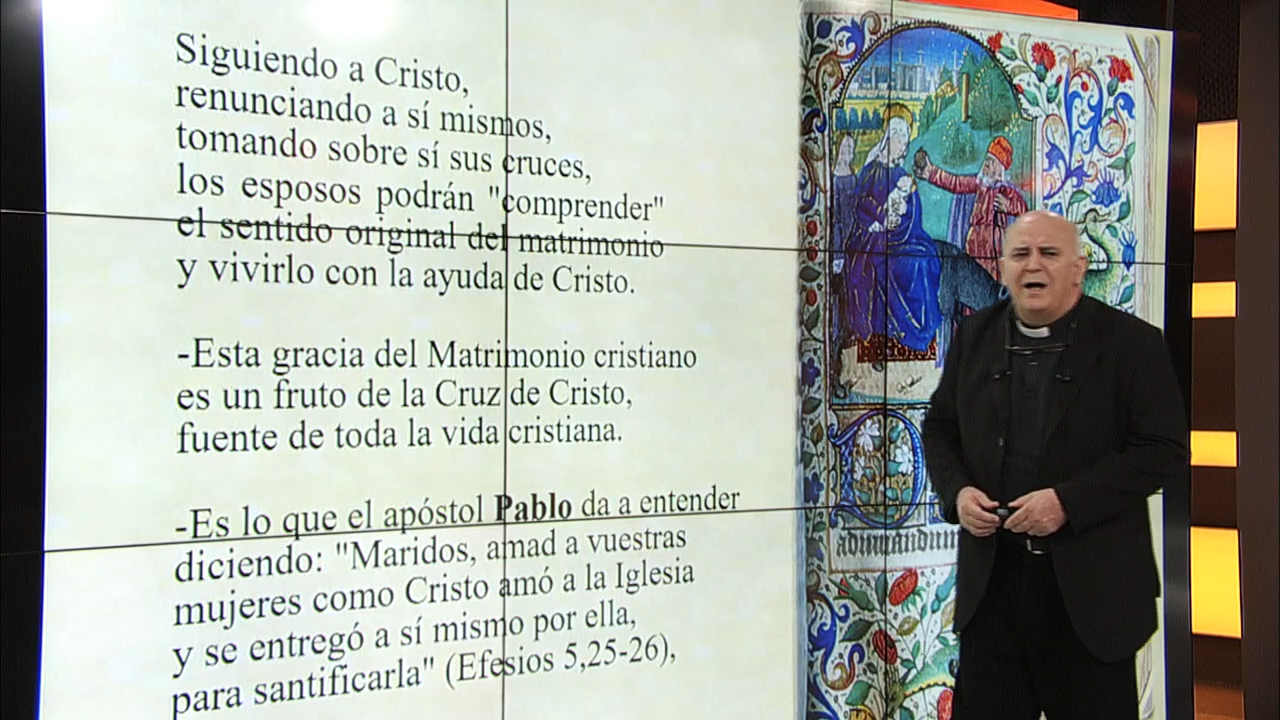 Siguiendo a Cristo,
renunciando a sí mismos,
tomando sobre sí sus cruces,
los esposos podrán "comprender"
el sentido original del matrimonio
y vivirlo con la ayuda de Cristo.
-Esta gracia del Matrimonio cristiano
es un fruto de la Cruz de Cristo,
fuente de toda la vida cristiana.
-Es lo que el apóstol Pablo da a entender
diciendo: "Maridos, amad a vuestras
mujeres como Cristo amó a la Iglesia
y se entregó a sí mismo por ella,
para santificarla" (Efesios 5,25-26),